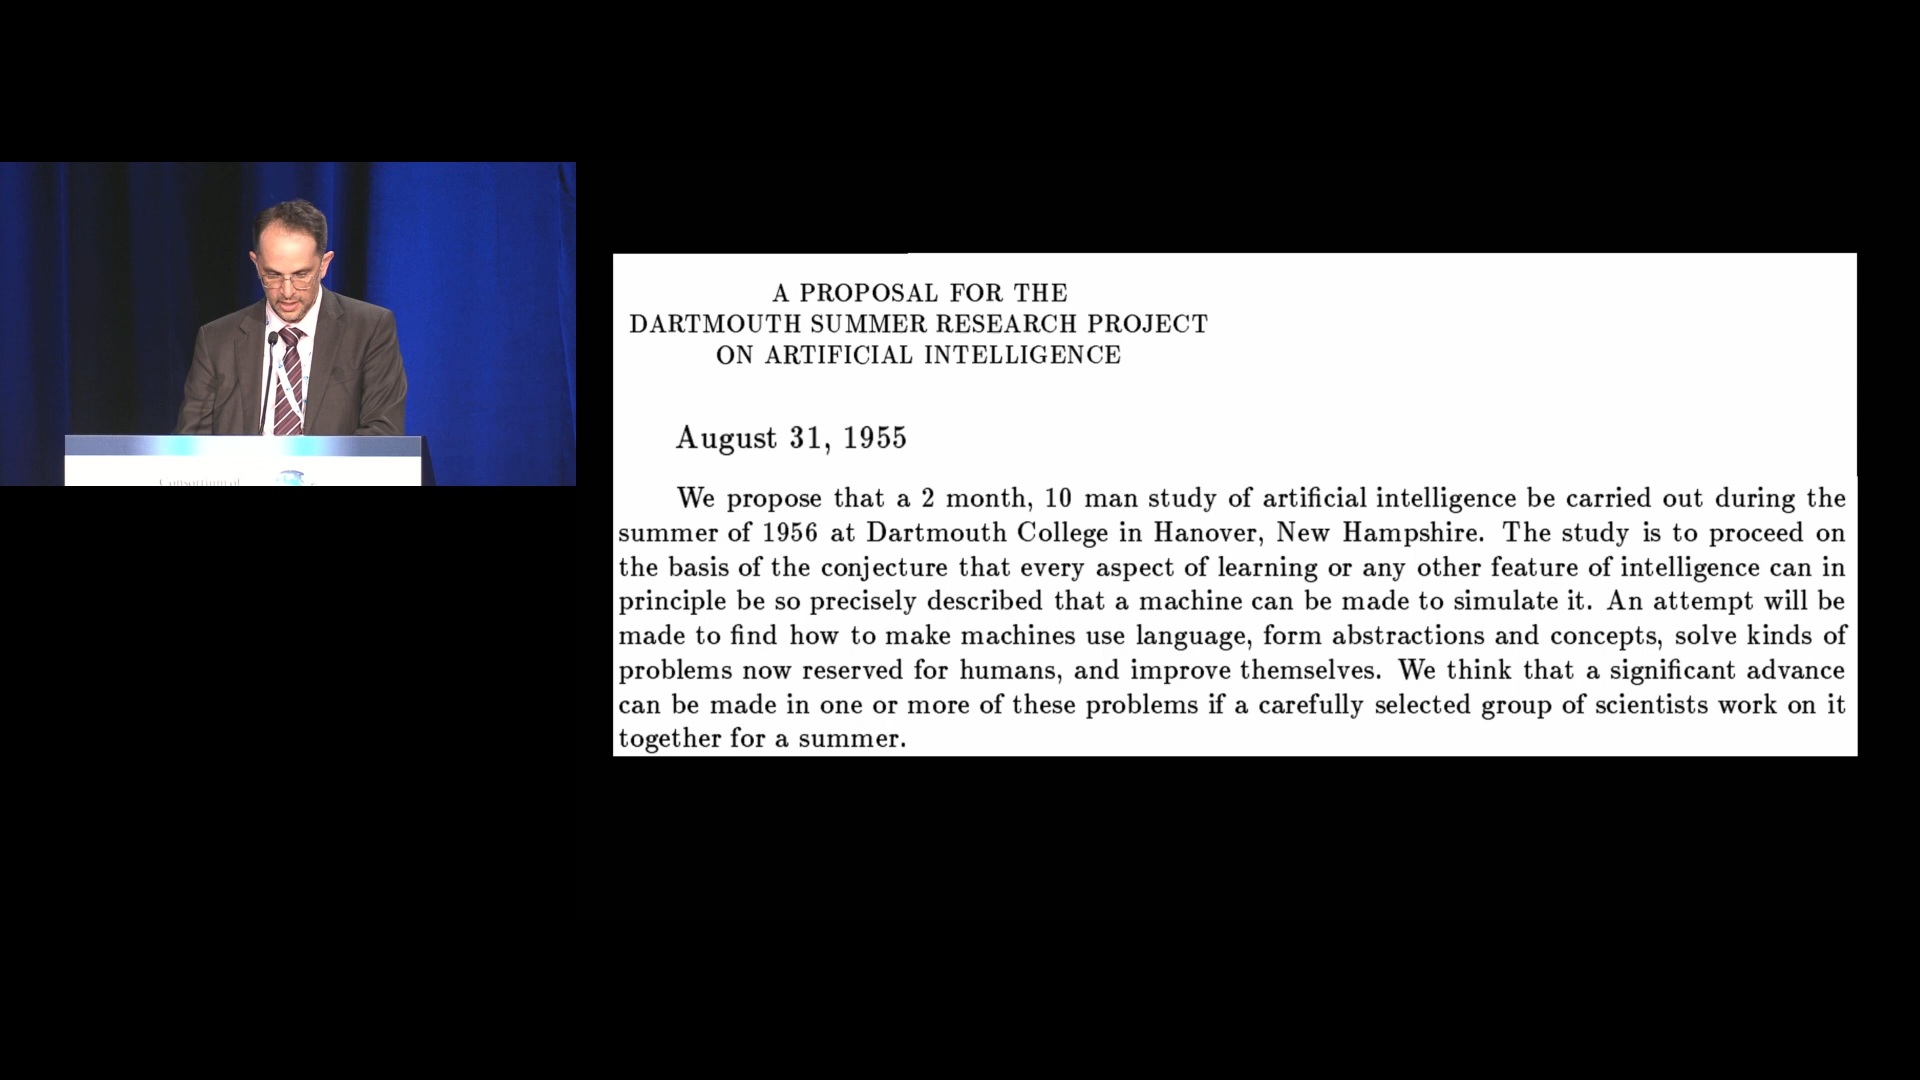 A PROPOSAL FOR THE
DARTMOUTH SUMMER RESEARCH PROJECT
ON ARTIFICIAL INTELLIGENCE
August 31, 1955
We propose that a 2 month, 10 man study of artificial intelligence be carried out during the
summer of 1956 at Dartmouth College in Hanover, New Hampshire. The study is to proceed on
the basis of the conjecture that every aspect of learning or any other feature of intelligence can in
principle be so precisely described that a machine can be made to simulate it. An attempt will be
made to find how to make machines use language, form abstractions and concepts, solve kinds of
problems now reserved for humans, and improve themselves. We think that a significant advance
can be made in one or more of these problems if a carefully selected group of scientists work on it
together for a summer.
Consortium of